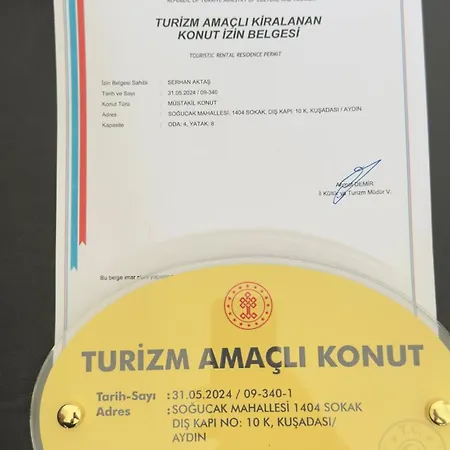 REPUBLIC OF TÜRKİYE MINISTRY OF CULTURE AND TOURISM
TURİZM AMAÇLI KİRALANAN
KONUT İZİN BELGESİ
TOURISTIC RENTAL RESIDENCE PERMIT
İzin Belgesi Sahibi : SERHAN AKTAŞ
Tarih ve Sayı : 31.05.2024 / 09-340
Konut Türü : MÜSTAKİL KONUT
Adres : SOĞUCAK MAHALLESİ, 1404 SOKAK, DIŞ KAPI: 10 K, KUŞADASI / AYDIN
Kapasite : ODA: 4, YATAK: 8
DEMİR
İl Kültür ve Turizm Müdür V.
Bu belge imar
TURİZM AMAÇLI KONUT
Tarih-Sayı : 31.05.2024 / 09-340-1
Adres : SOĞUCAK MAHALLESİ 1404 SOKAK
DIŞ KAPI NO: 10 K, KUŞADASI/
AYDIN